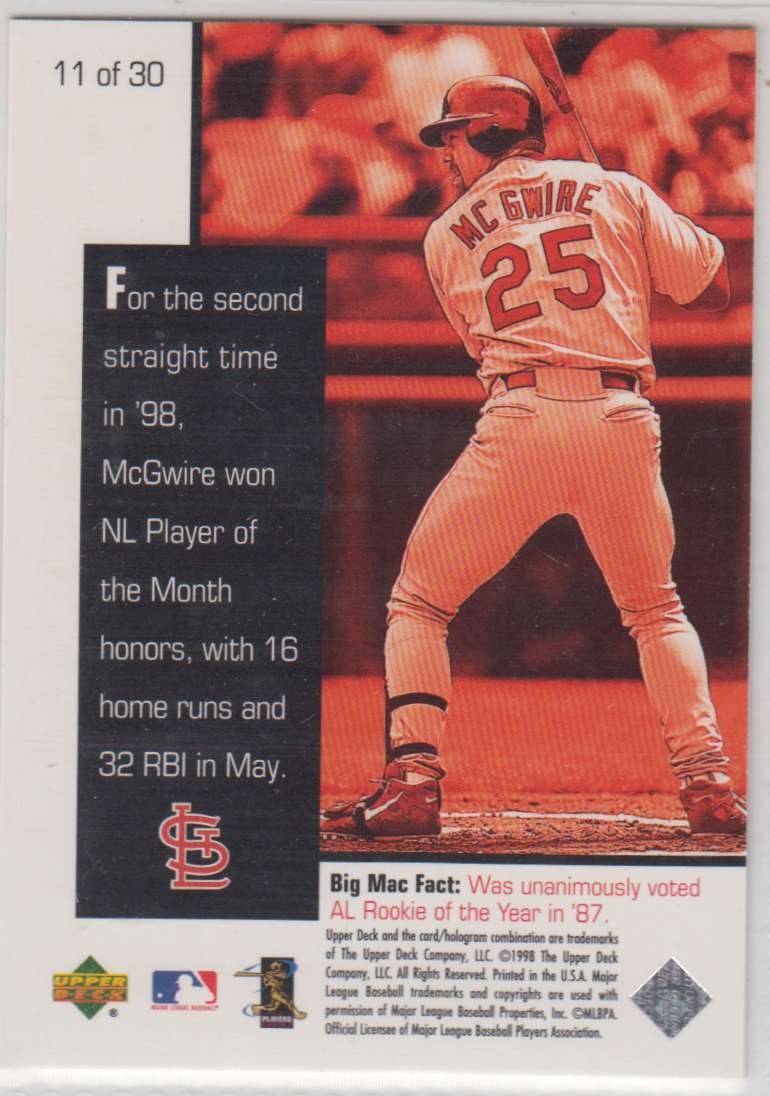 11 of 30
MC GWIRE
25
For the second
straight time
in '98,
McGwire won
NL Player of
the Month
honors, with 16
home runs and
32 RBI in May.
STL
Big Mac Fact: Was unanimously voted
AL Rookie of the Year in '87.
Upper Deck and the card/hologram combination are trademarks
of The Upper Deck Company, LLC. ©1998 The Upper Deck
Company, LLC. All Rights Reserved. Printed in the U.S.A. Major
League Baseball trademarks and copyrights are used with
permission of Major League Baseball Properties, Inc. ©MLBPA.
Official Licensee of Major League Baseball Players Association.
UPPER
DECK
®
MAJOR LEAGUE BASEBALL
PLAYERS